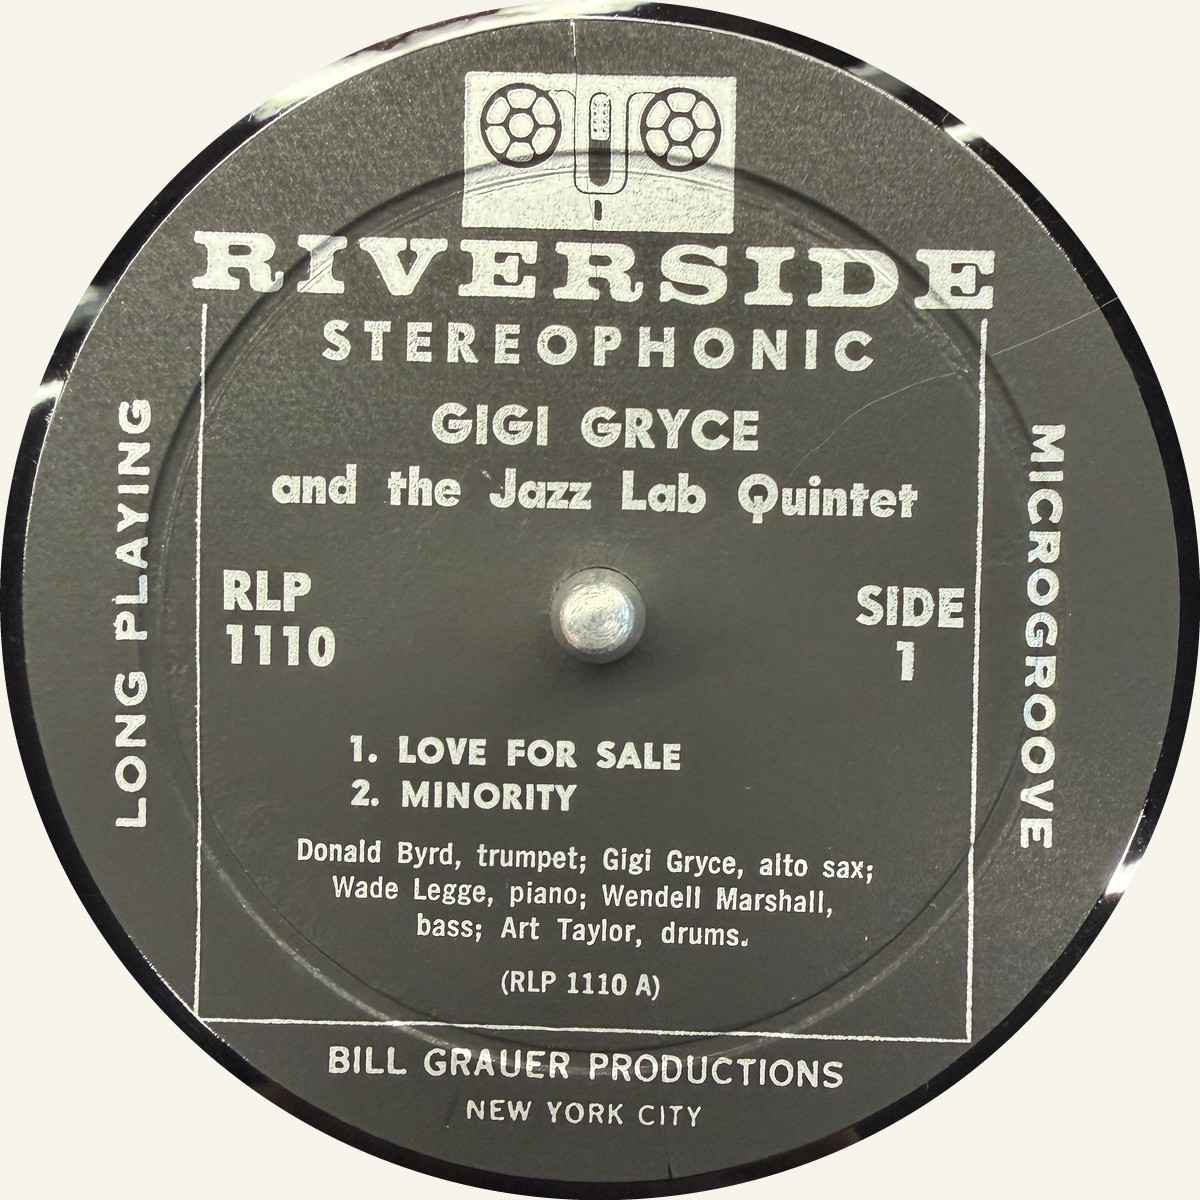 RIVERSIDE
STEREOPHONIC
GIGI GRYCE
and the Jazz Lab Quintet
RLP
1110
SIDE
1
LONG PLAYING
MICROGROOVE
1. LOVE FOR SALE
2. MINORITY
Donald Byrd, trumpet; Gigi Gryce, alto sax;
Wade Legge, piano; Wendell Marshall,
bass; Art Taylor, drums.
(RLP 1110 A)
BILL GRAUER PRODUCTIONS
NEW YORK CITY